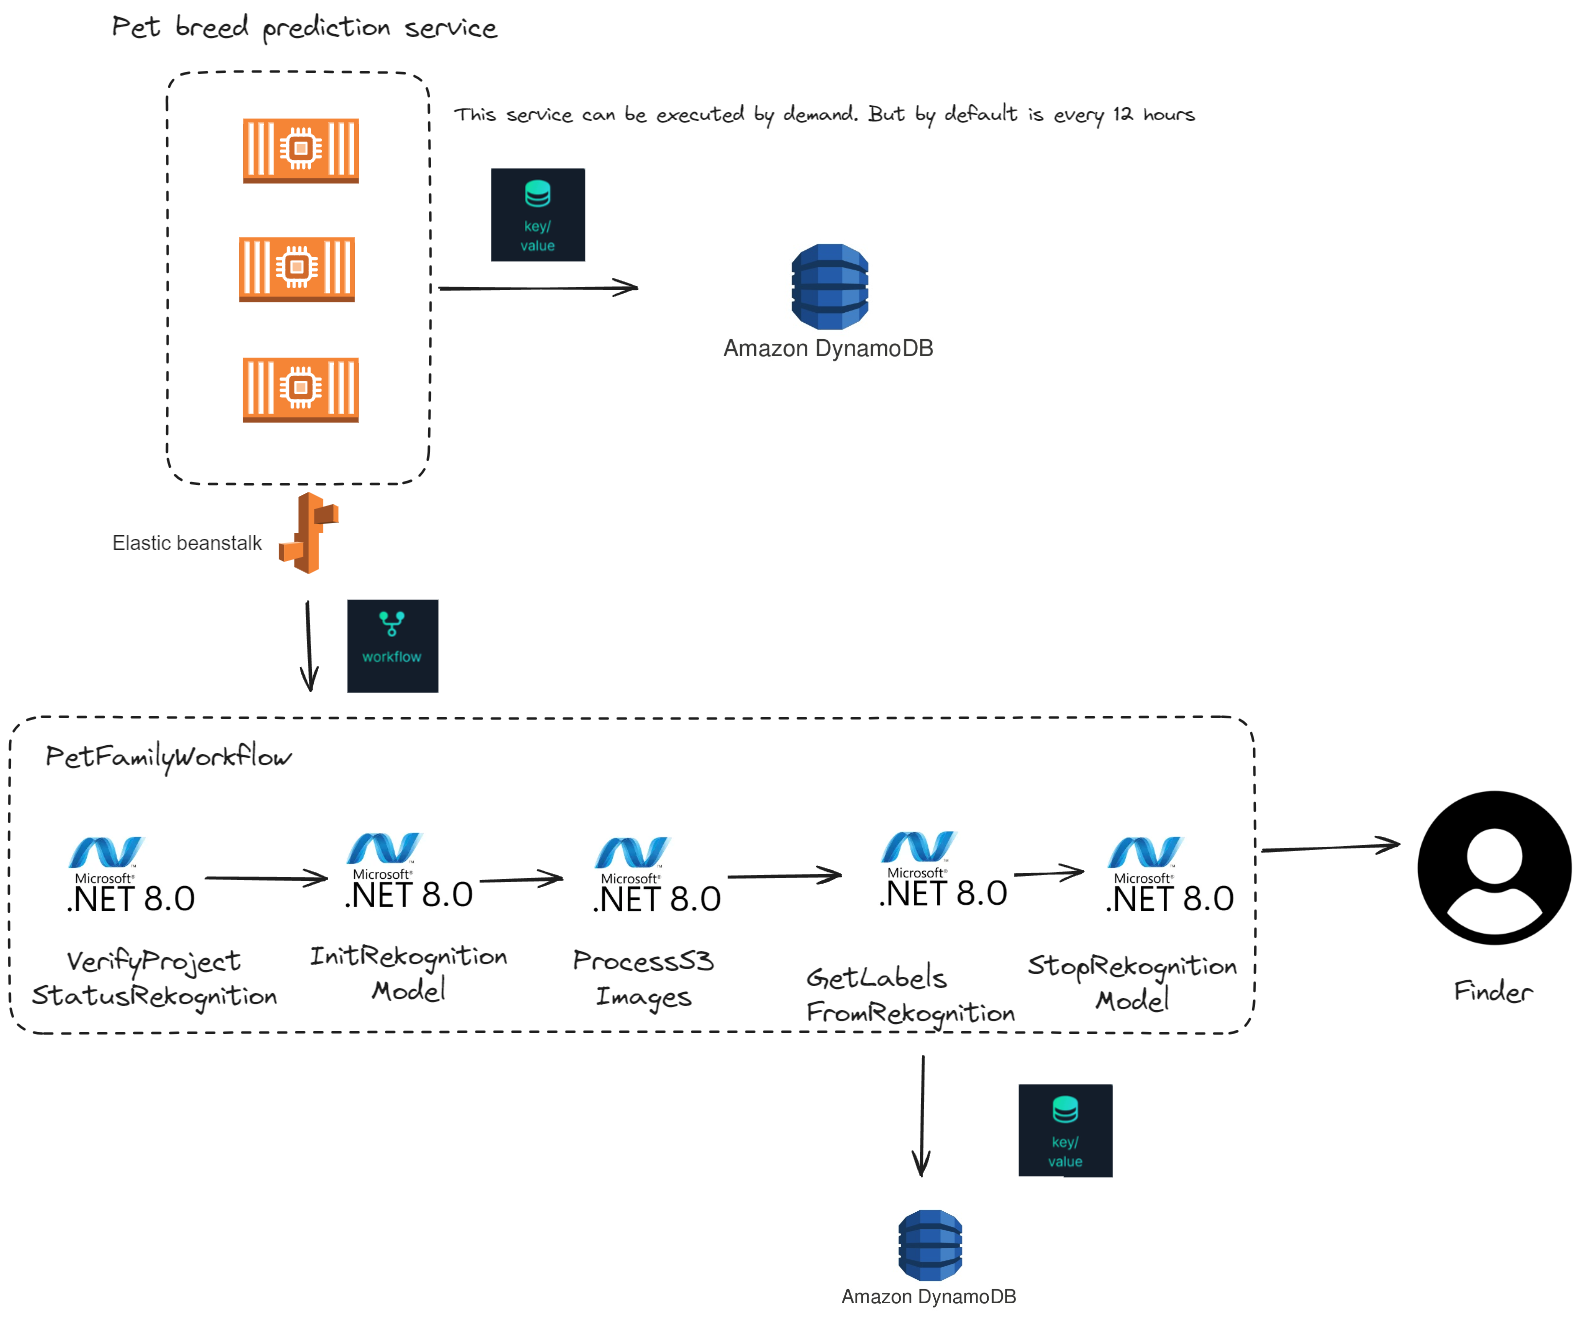 Pet breed prediction service
This service can be executed by demand. But by default is every 12 hours
key/
value
Amazon DynamoDB
Elastic beanstalk
workflow
PetFamilyWorkflow
Microsoft®
.NET 8.0
VerifyProject
StatusRekognition
Microsoft®
.NET 8.0
InitRekognition
Model
Microsoft®
.NET 8.0
ProcessS3
Images
Microsoft®
.NET 8.0
GetLabels
FromRekognition
Microsoft®
.NET 8.0
StopRekognition
Model
Finder
key/
value
Amazon DynamoDB